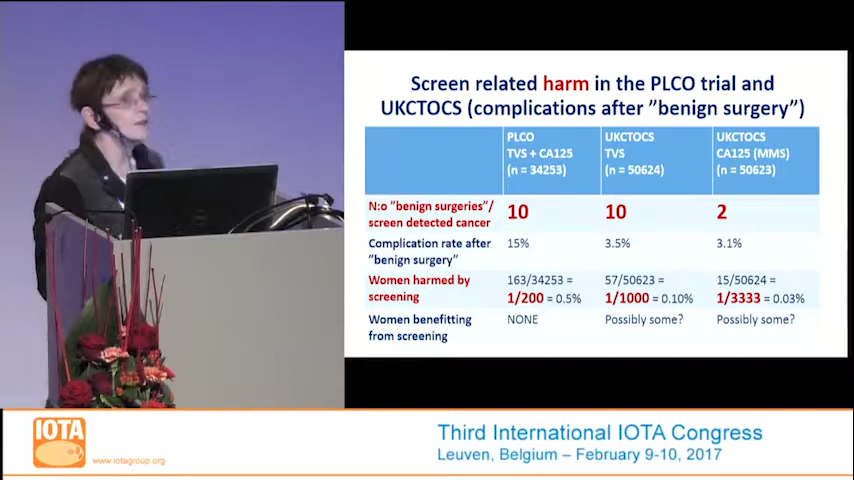 Screen related harm in the PLCO trial and
UKCTOCS (complications after ”benign surgery”)
PLCO
TVS + CA125
(n = 34253)
UKCTOCS
TVS
(n = 50624)
UKCTOCS
CA125 (MMS)
(n = 50623)
N:o ”benign surgeries”/
screen detected cancer
10
10
2
Complication rate after
”benign surgery”
15%
3.5%
3.1%
Women harmed by
screening
163/34253 =
1/200 = 0.5%
57/50623 =
1/1000 = 0.10%
15/50624 =
1/3333 = 0.03%
Women benefitting
from screening
NONE
Possibly some?
Possibly some?
IOTA
www.iotagroup.org
Third International IOTA Congress
Leuven, Belgium – February 9-10, 2017